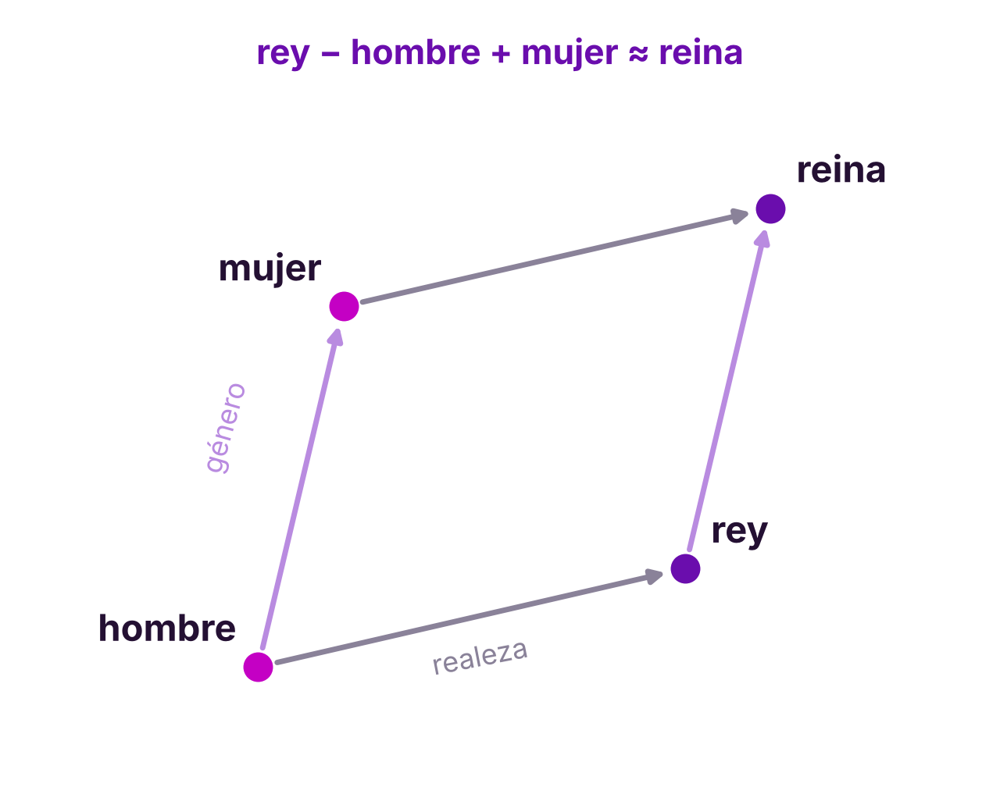 rey – hombre + mujer ≈ reina
reina
mujer
género
rey
hombre
realeza